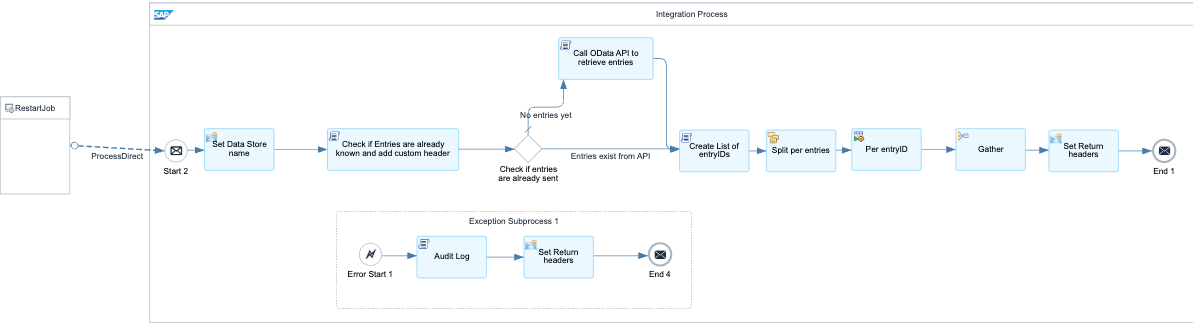 SAP
Integration Process
Call OData API to
retrieve entries
RestartJob
No entries yet
Set Data Store
name
Check if Entries are already
known and add custom header
Create List of
entryIDs
Split per entries
Per entryID
Gather
Set Return
headers
ProcessDirect
Entries exist from API
Start 2
Check if entries
are already sent
End 1
Exception Subprocess 1
Audit Log
Set Return
headers
Error Start 1
End 4